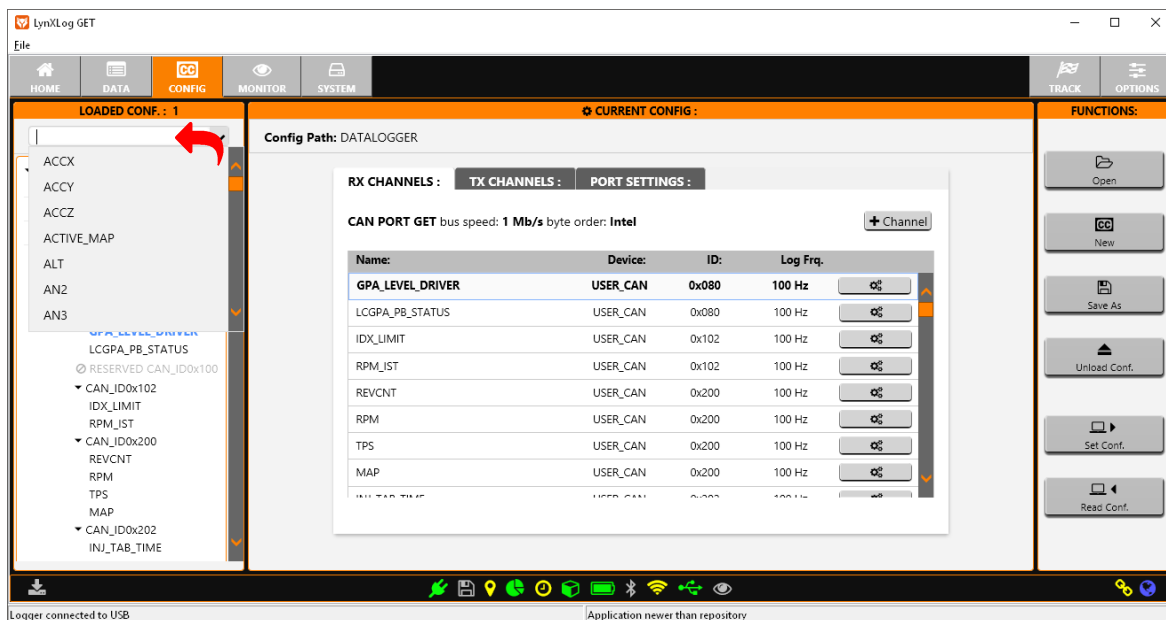 LynXLog GET
File
HOME DATA CONFIG MONITOR SYSTEM TRACK OPTIONS
LOADED CONF. : 1
ACCX
ACCY
ACCZ
ACTIVE_MAP
ALT
AN2
AN3
GPA_LEVEL_DRIVER
LCGPA_PB_STATUS
RESERVED CAN_ID0x100
CAN_ID0x102
IDX_LIMIT
RPM_IST
CAN_ID0x200
REVCNT
RPM
TPS
MAP
CAN_ID0x202
INJ_TAB_TIME
CURRENT CONFIG :
Config Path: DATALOGGER
RX CHANNELS : TX CHANNELS : PORT SETTINGS :
CAN PORT GET bus speed: 1 Mb/s byte order: Intel
+ Channel
Name: Device: ID: Log Frq.
GPA_LEVEL_DRIVER USER_CAN 0x080 100 Hz
LCGPA_PB_STATUS USER_CAN 0x080 100 Hz
IDX_LIMIT USER_CAN 0x102 100 Hz
RPM_IST USER_CAN 0x102 100 Hz
REVCNT USER_CAN 0x200 100 Hz
RPM USER_CAN 0x200 100 Hz
TPS USER_CAN 0x200 100 Hz
MAP USER_CAN 0x200 100 Hz
FUNCTIONS:
Open
CC
New
Save As
Unload Conf.
Set Conf.
Read Conf.
Logger connected to USB
Application newer than repository